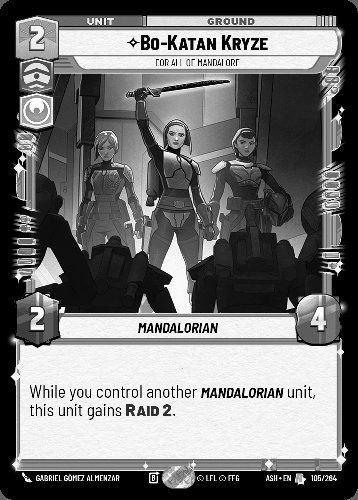 UNIT
GROUND
2
Bo-Katan Kryze
FOR ALL OF MANDALORE
2
4
MANDALORIAN
While you control another MANDALORIAN unit,
this unit gains RAID 2.
GABRIEL GÓMEZ ALMENZAR
© LFL © FFG
ASH • EN
105/264